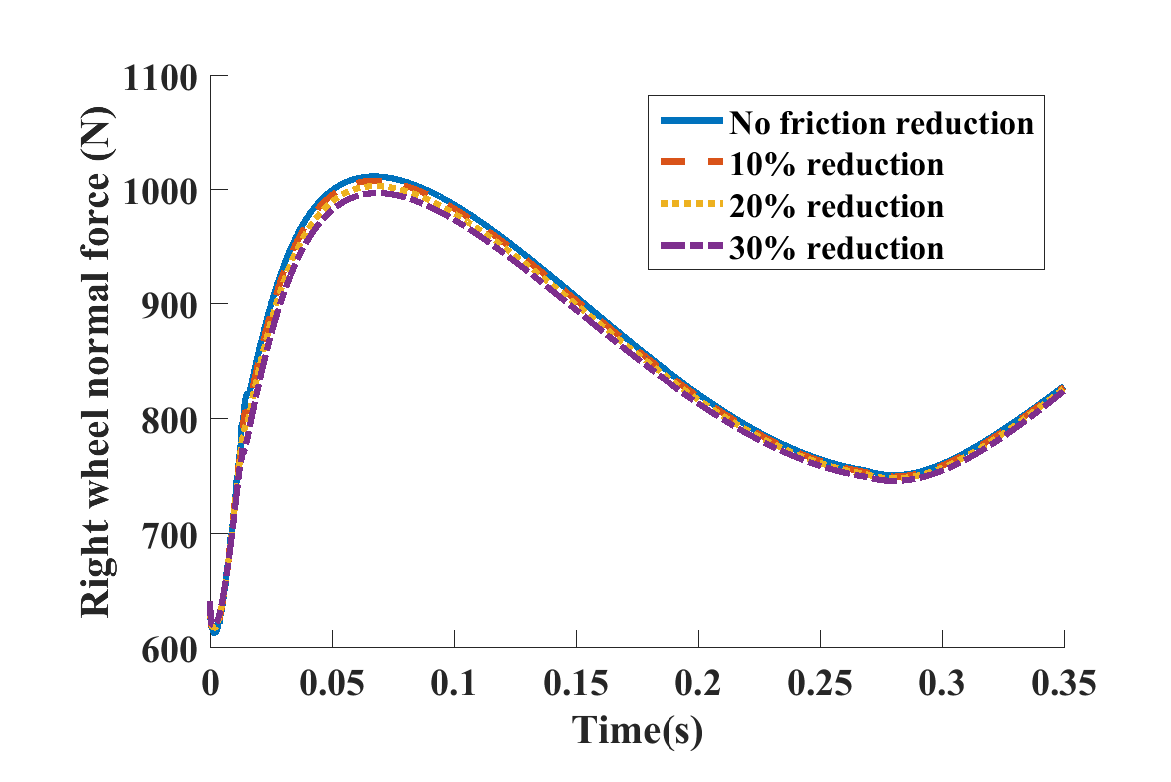 1100
1000
900
800
700
600
Right wheel normal force (N)
No friction reduction
10% reduction
20% reduction
30% reduction
0 0.05 0.1 0.15 0.2 0.25 0.3 0.35
Time(s)